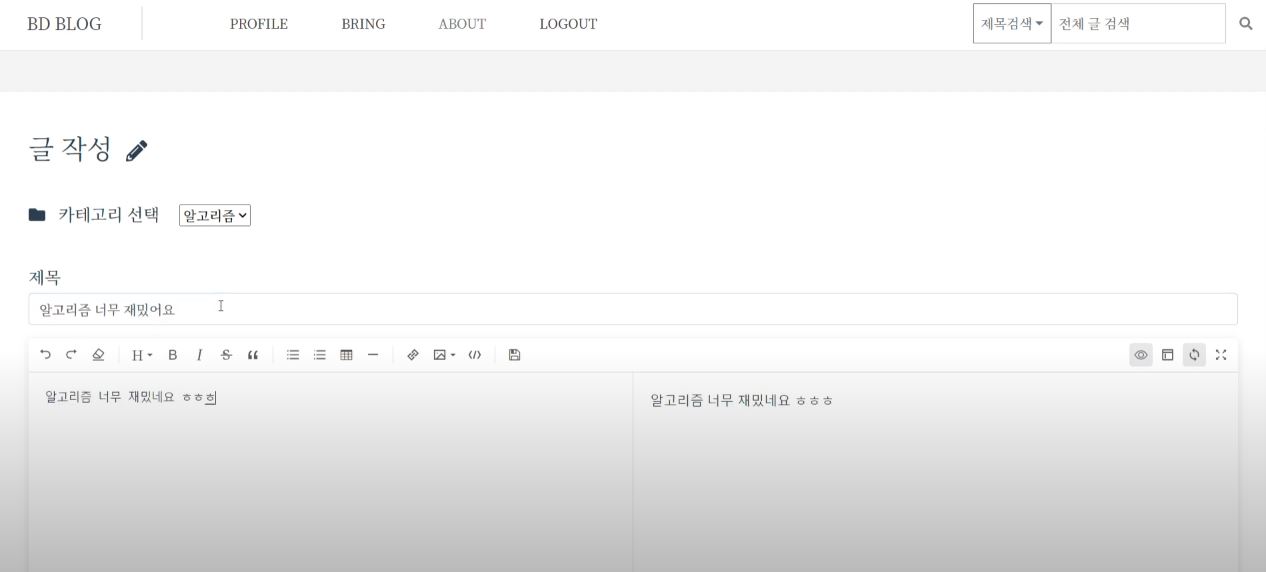 BD BLOG PROFILE BRING ABOUT LOGOUT 제목검색 전체 글 검색
글 작성
카테고리 선택 알고리즘
제목
알고리즘 너무 재밌어요
H B I S
알고리즘 너무 재밌네요 ㅎㅎㅎ
알고리즘 너무 재밌네요 ㅎㅎㅎ